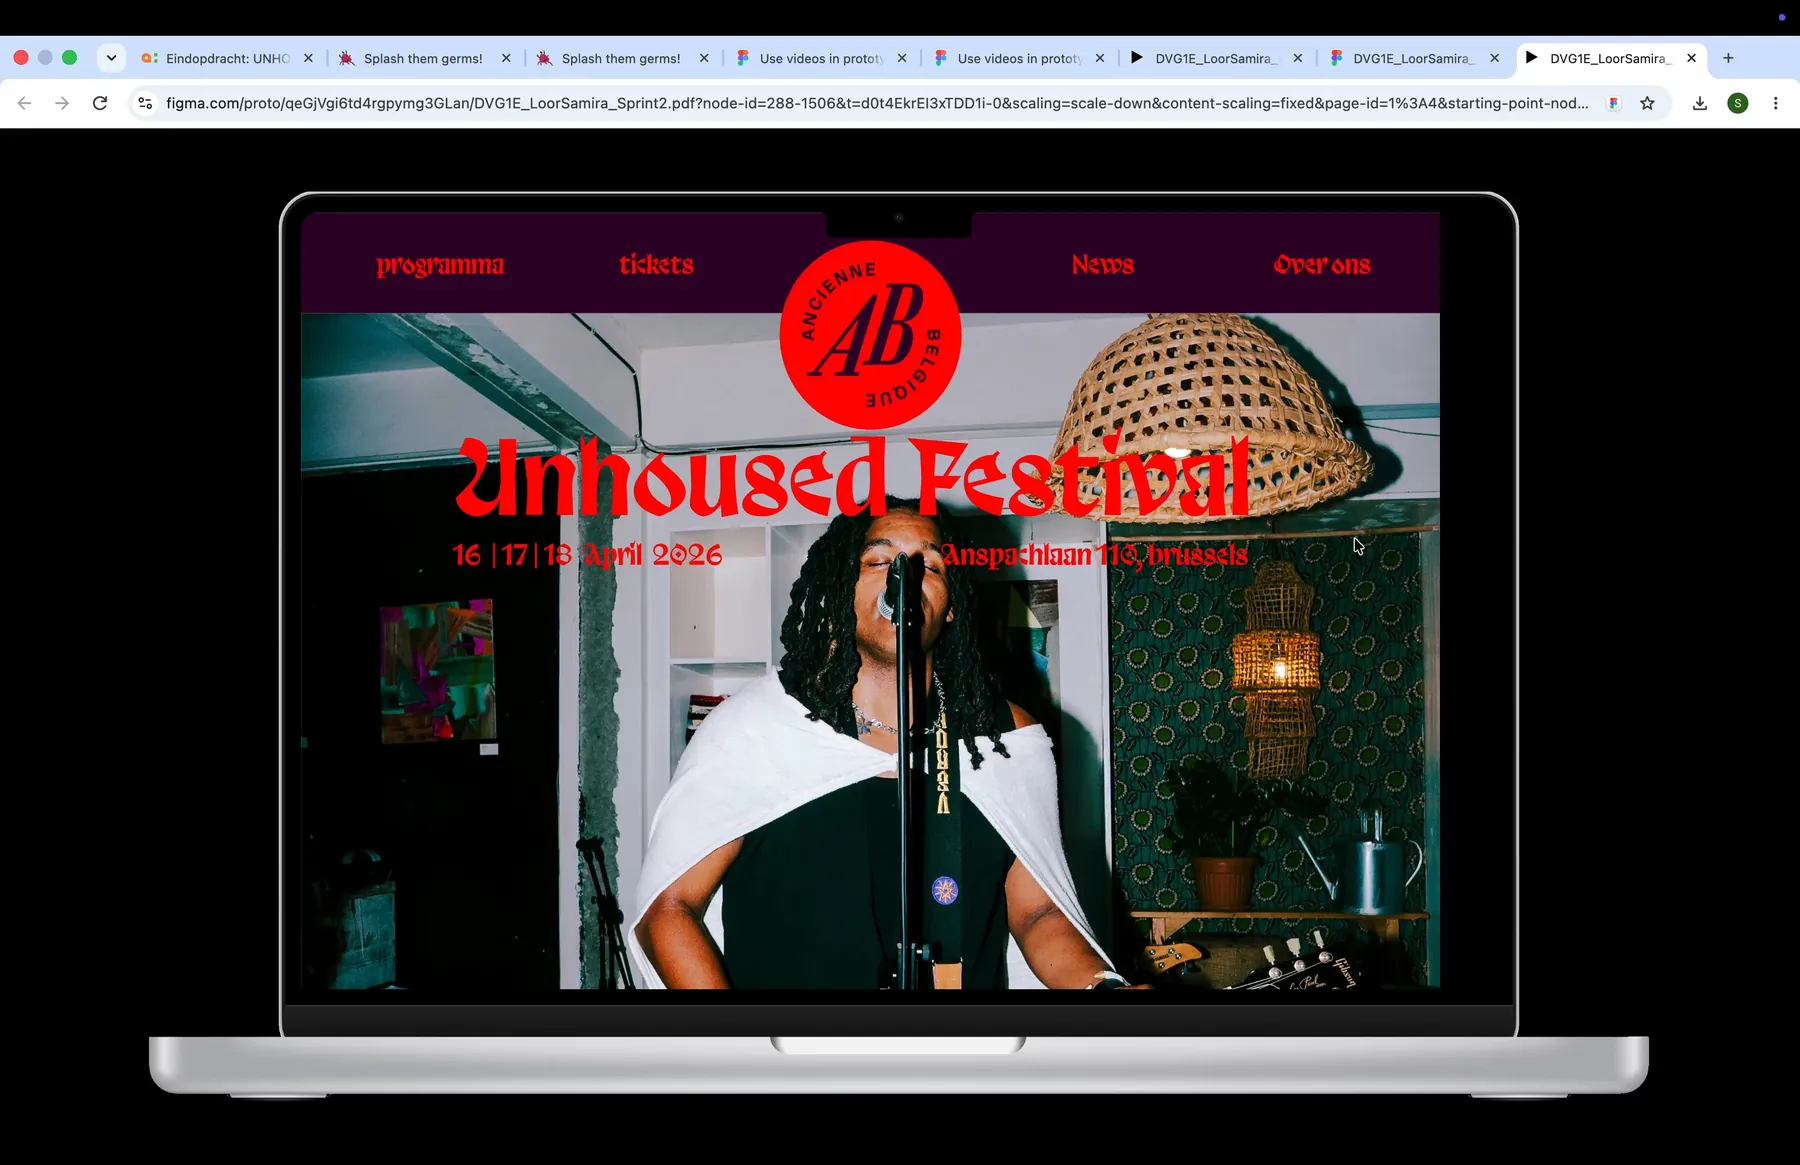 Eindopdracht: UNHO
Splash them germs!
Splash them germs!
Use videos in prototy
Use videos in prototy
DVG1E_LoorSamira_
DVG1E_LoorSamira_
DVG1E_LoorSamira_
figma.com/proto/qeGjVgi6td4rgpymg3GLan/DVG1E_LoorSamira_Sprint2.pdf?node-id=288-1506&t=d0t4EkrEI3xTDD1i-0&scaling=scale-down&content-scaling=fixed&page-id=1%3A4&starting-point-nod...
S
programma
tickets
ANCIENNE
AB
BELGIQUE
News
Over ons
Unhoused Festival
16 | 17 | 18 April 2026
Anspachlaan 110, brussels
Gibson
Les Paul